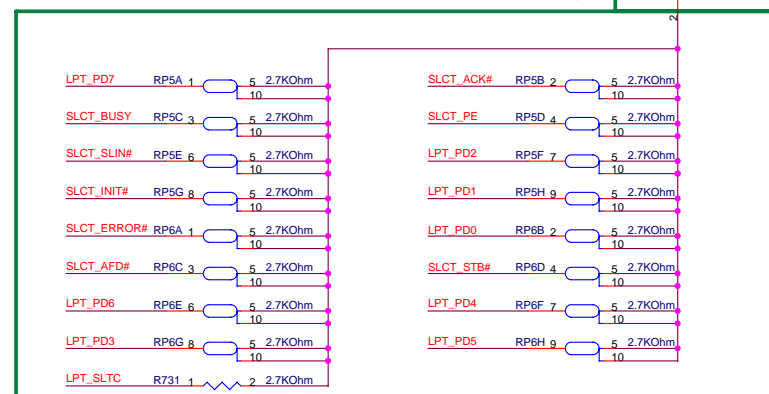 2
LPT_PD7 RP5A 1 5 2.7KOhm SLCT_ACK# RP5B 2 5 2.7KOhm
10 10
SLCT_BUSY RP5C 3 5 2.7KOhm SLCT_PE RP5D 4 5 2.7KOhm
10 10
SLCT_SLIN# RP5E 6 5 2.7KOhm LPT_PD2 RP5F 7 5 2.7KOhm
10 10
SLCT_INIT# RP5G 8 5 2.7KOhm LPT_PD1 RP5H 9 5 2.7KOhm
10 10
SLCT_ERROR# RP6A 1 5 2.7KOhm LPT_PD0 RP6B 2 5 2.7KOhm
10 10
SLCT_AFD# RP6C 3 5 2.7KOhm SLCT_STB# RP6D 4 5 2.7KOhm
10 10
LPT_PD6 RP6E 6 5 2.7KOhm LPT_PD4 RP6F 7 5 2.7KOhm
10 10
LPT_PD3 RP6G 8 5 2.7KOhm LPT_PD5 RP6H 9 5 2.7KOhm
10 10
LPT_SLTC R731 1 2 2.7KOhm